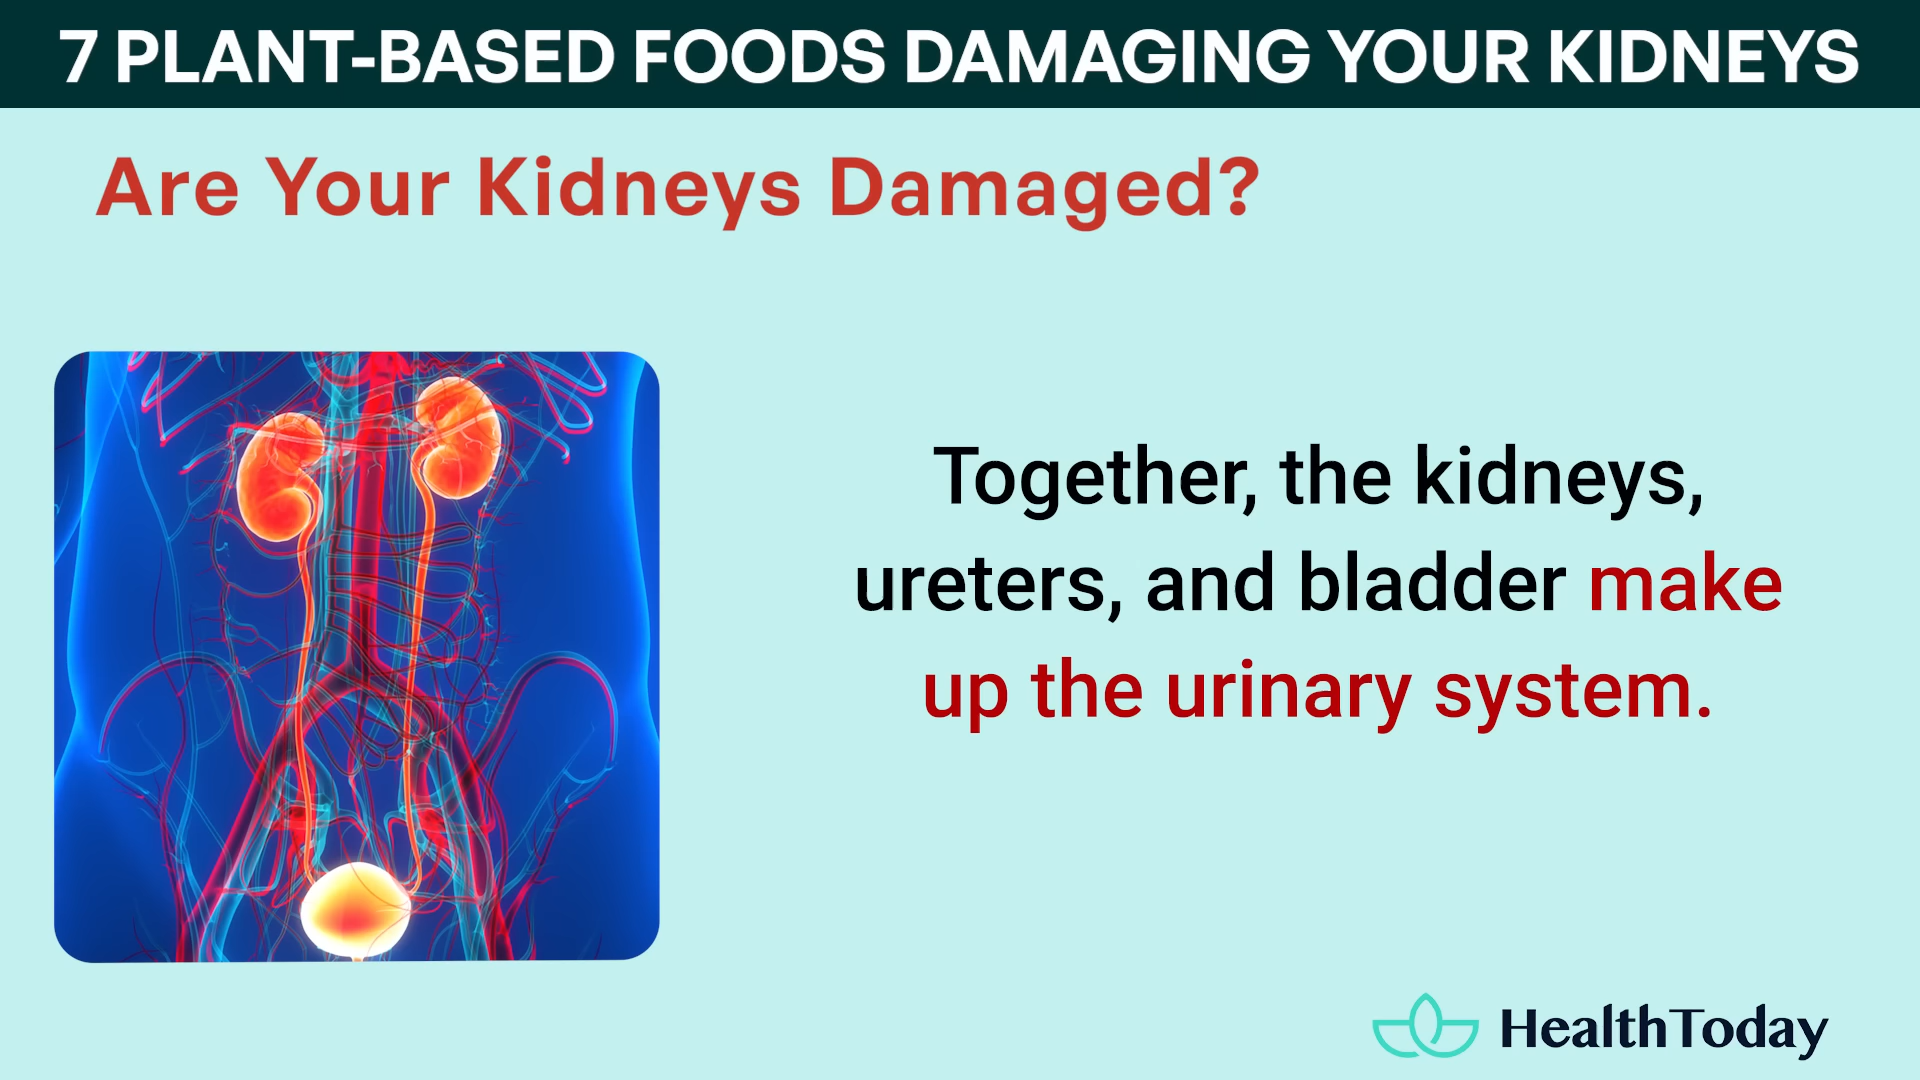 7 PLANT-BASED FOODS DAMAGING YOUR KIDNEYS
Are Your Kidneys Damaged?
Together, the kidneys,
ureters, and bladder make
up the urinary system.
HealthToday